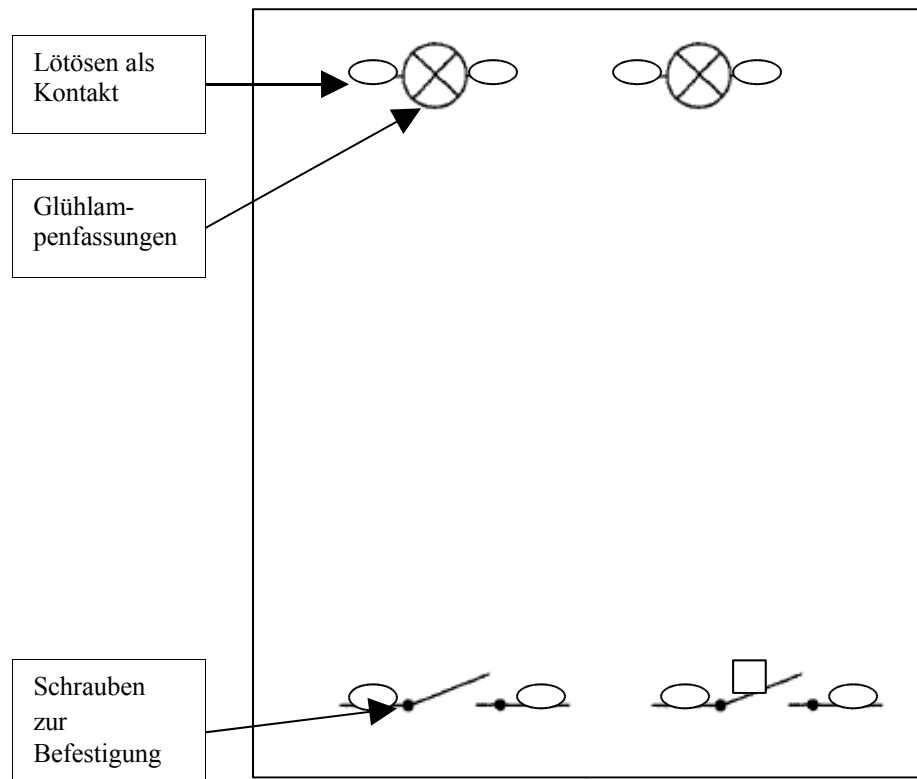 Lötösen als
Kontakt
Glühlam-
penfassungen
Schrauben
zur
Befestigung